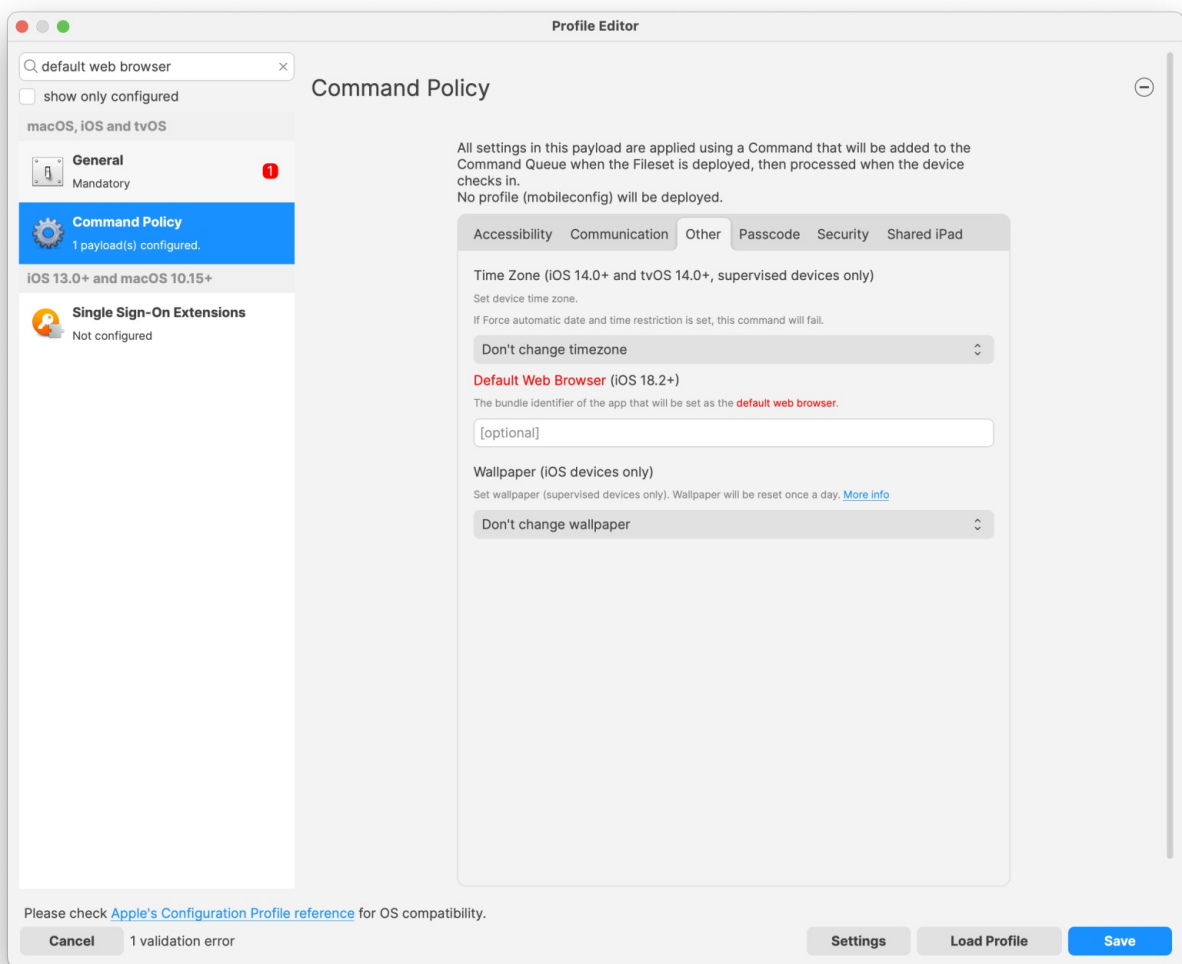 Profile Editor
default web browser
show only configured
macOS, iOS and tvOS
General
Mandatory
1
Command Policy
1 payload(s) configured.
iOS 13.0+ and macOS 10.15+
Single Sign-On Extensions
Not configured
Command Policy
All settings in this payload are applied using a Command that will be added to the
Command Queue when the Fileset is deployed, then processed when the device
checks in.
No profile (mobileconfig) will be deployed.
Accessibility Communication Other Passcode Security Shared iPad
Time Zone (iOS 14.0+ and tvOS 14.0+, supervised devices only)
Set device time zone.
If Force automatic date and time restriction is set, this command will fail.
Don't change timezone
Default Web Browser (iOS 18.2+)
The bundle identifier of the app that will be set as the default web browser.
[optional]
Wallpaper (iOS devices only)
Set wallpaper (supervised devices only). Wallpaper will be reset once a day. More info
Don't change wallpaper
Please check Apple's Configuration Profile reference for OS compatibility.
Cancel 1 validation error Settings Load Profile Save